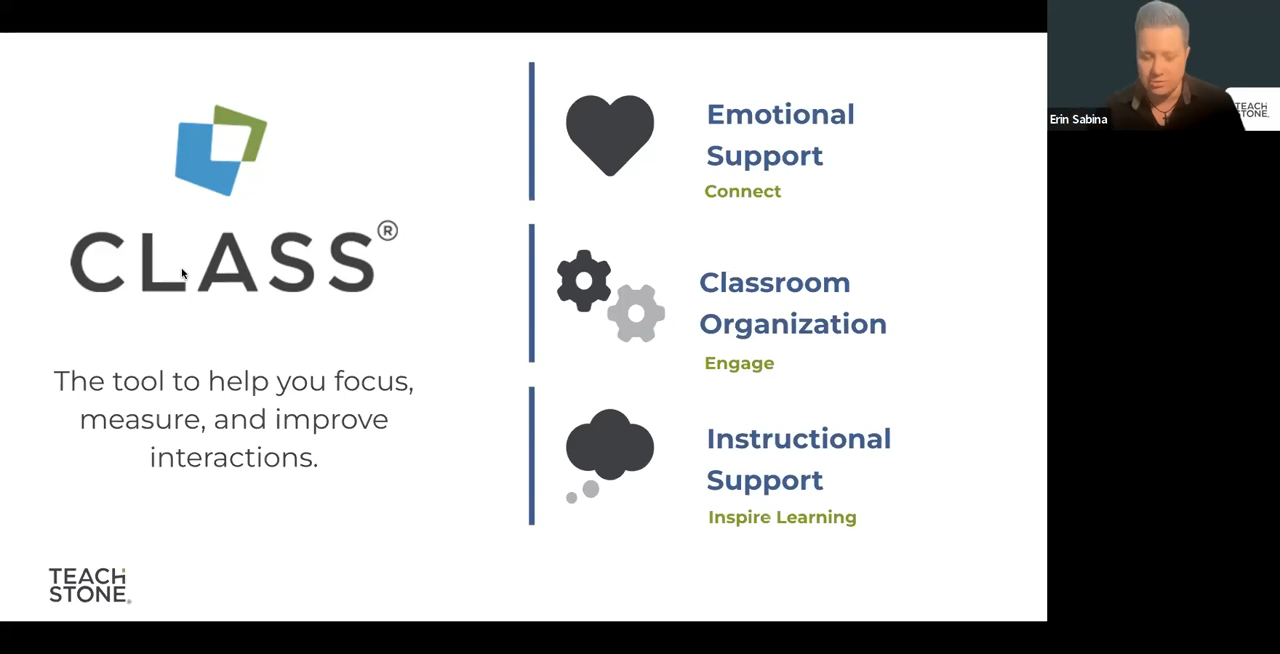 CLASS®
The tool to help you focus,
measure, and improve
interactions.
Emotional
Support
Connect
Classroom
Organization
Engage
Instructional
Support
Inspire Learning
TEACH
STONE®
Erin Sabina
TEACH
STONE